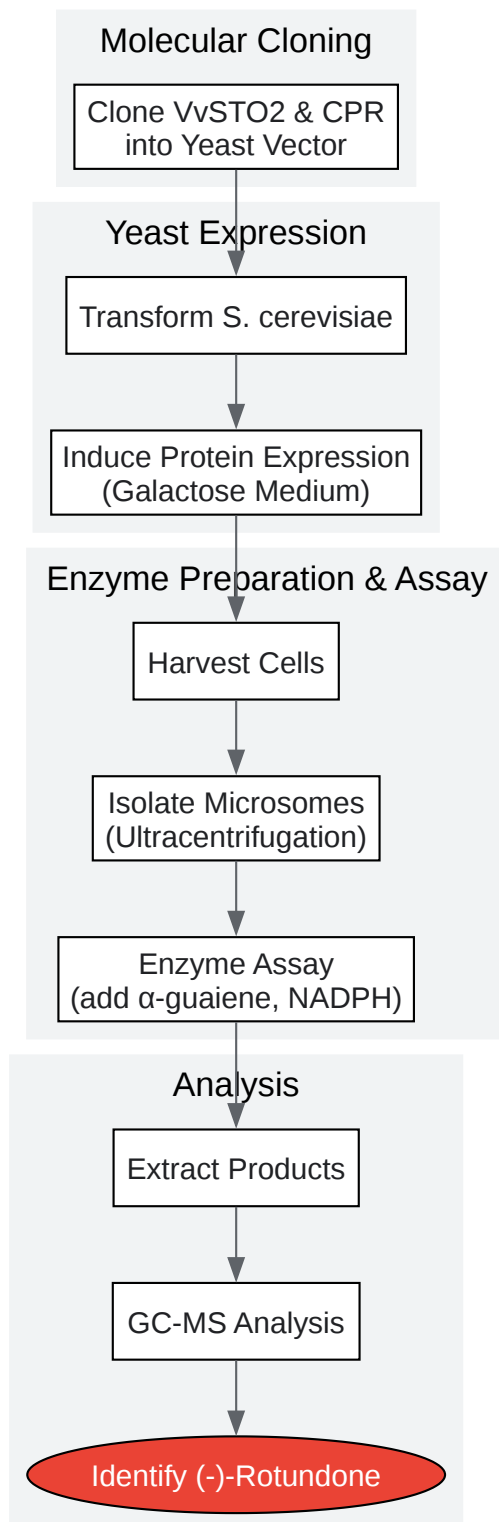 Molecular Cloning
Clone VvSTO2 & CPR
into Yeast Vector
Yeast Expression
Transform S. cerevisiae
Induce Protein Expression
(Galactose Medium)
Enzyme Preparation & Assay
Harvest Cells
Isolate Microsomes
(Ultracentrifugation)
Enzyme Assay
(add α-guaiene, NADPH)
Analysis
Extract Products
GC-MS Analysis
Identify (-)-Rotundone